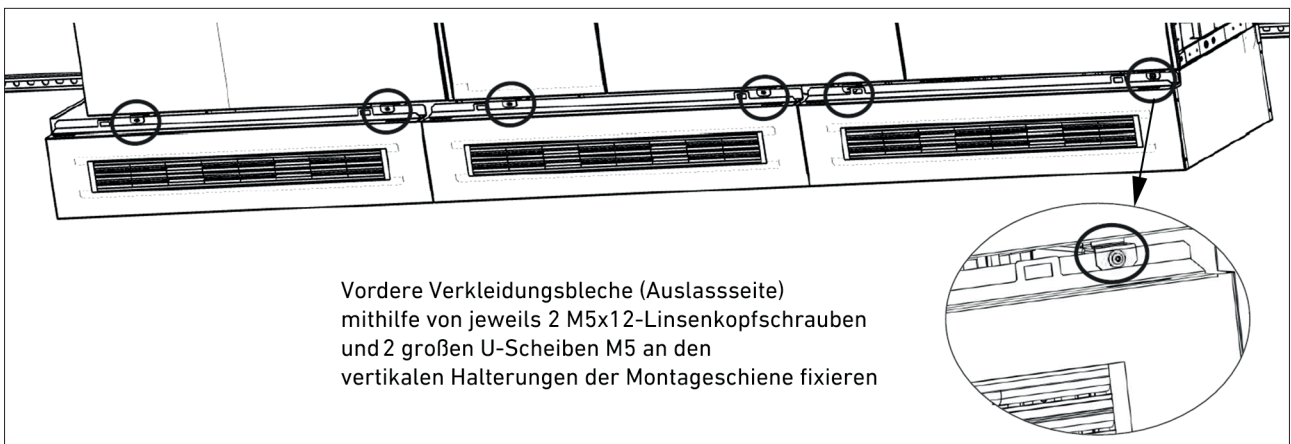 Vordere Verkleidungsbleche (Auslassseite)
mithilfe von jeweils 2 M5x12-Linsenkopfschrauben
und 2 großen U-Scheiben M5 an den
vertikalen Halterungen der Montageschiene fixieren